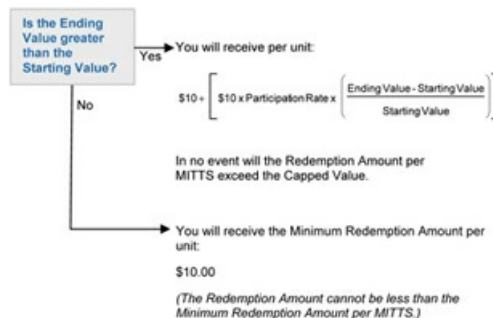 Is the Ending
Value greater
than the
Starting Value?
Yes
You will receive per unit:
$10 + [ $10 x Participation Rate x ( Ending Value - Starting Value
Starting Value ) ]
In no event will the Redemption Amount per
MITTS exceed the Capped Value.
No
You will receive the Minimum Redemption Amount per
unit:
$10.00
(The Redemption Amount cannot be less than the
Minimum Redemption Amount per MITTS.)